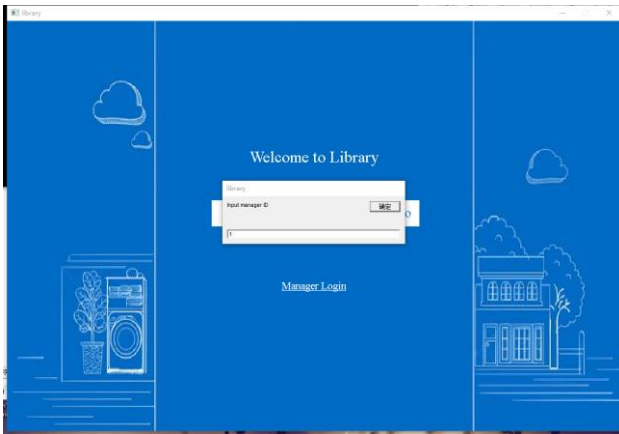 library
Welcome to Library
library
Input manager ID
确定
1
Manager Login